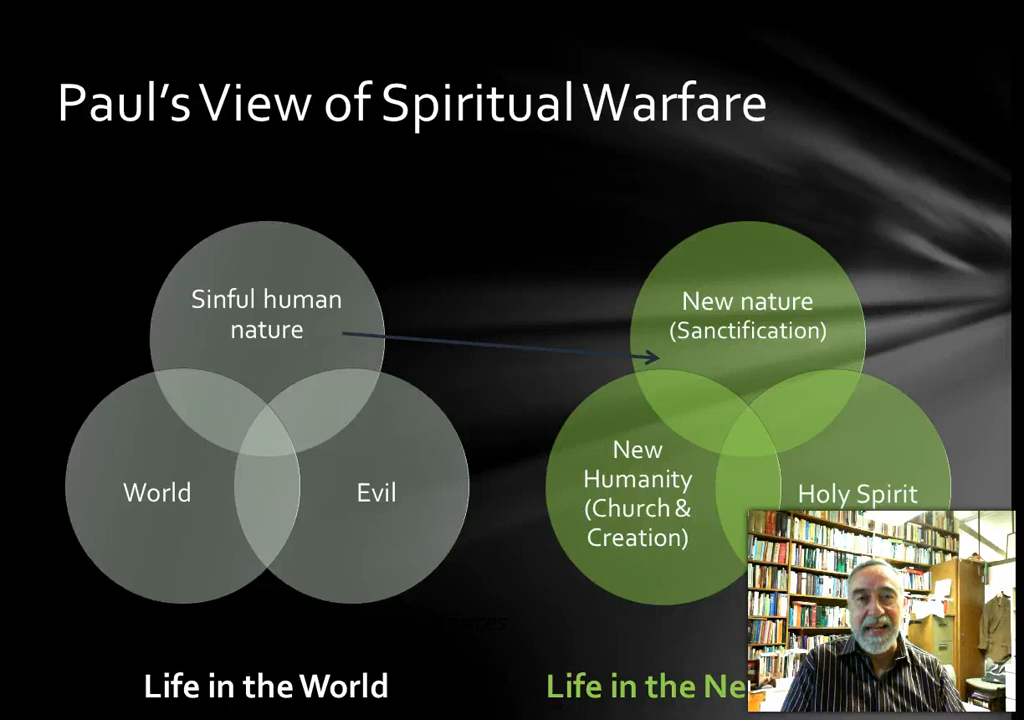 Paul's View of Spiritual Warfare
Sinful human
nature
World
Evil
New nature
(Sanctification)
New
Humanity
(Church &
Creation)
Holy Spirit
Life in the World
Life in the